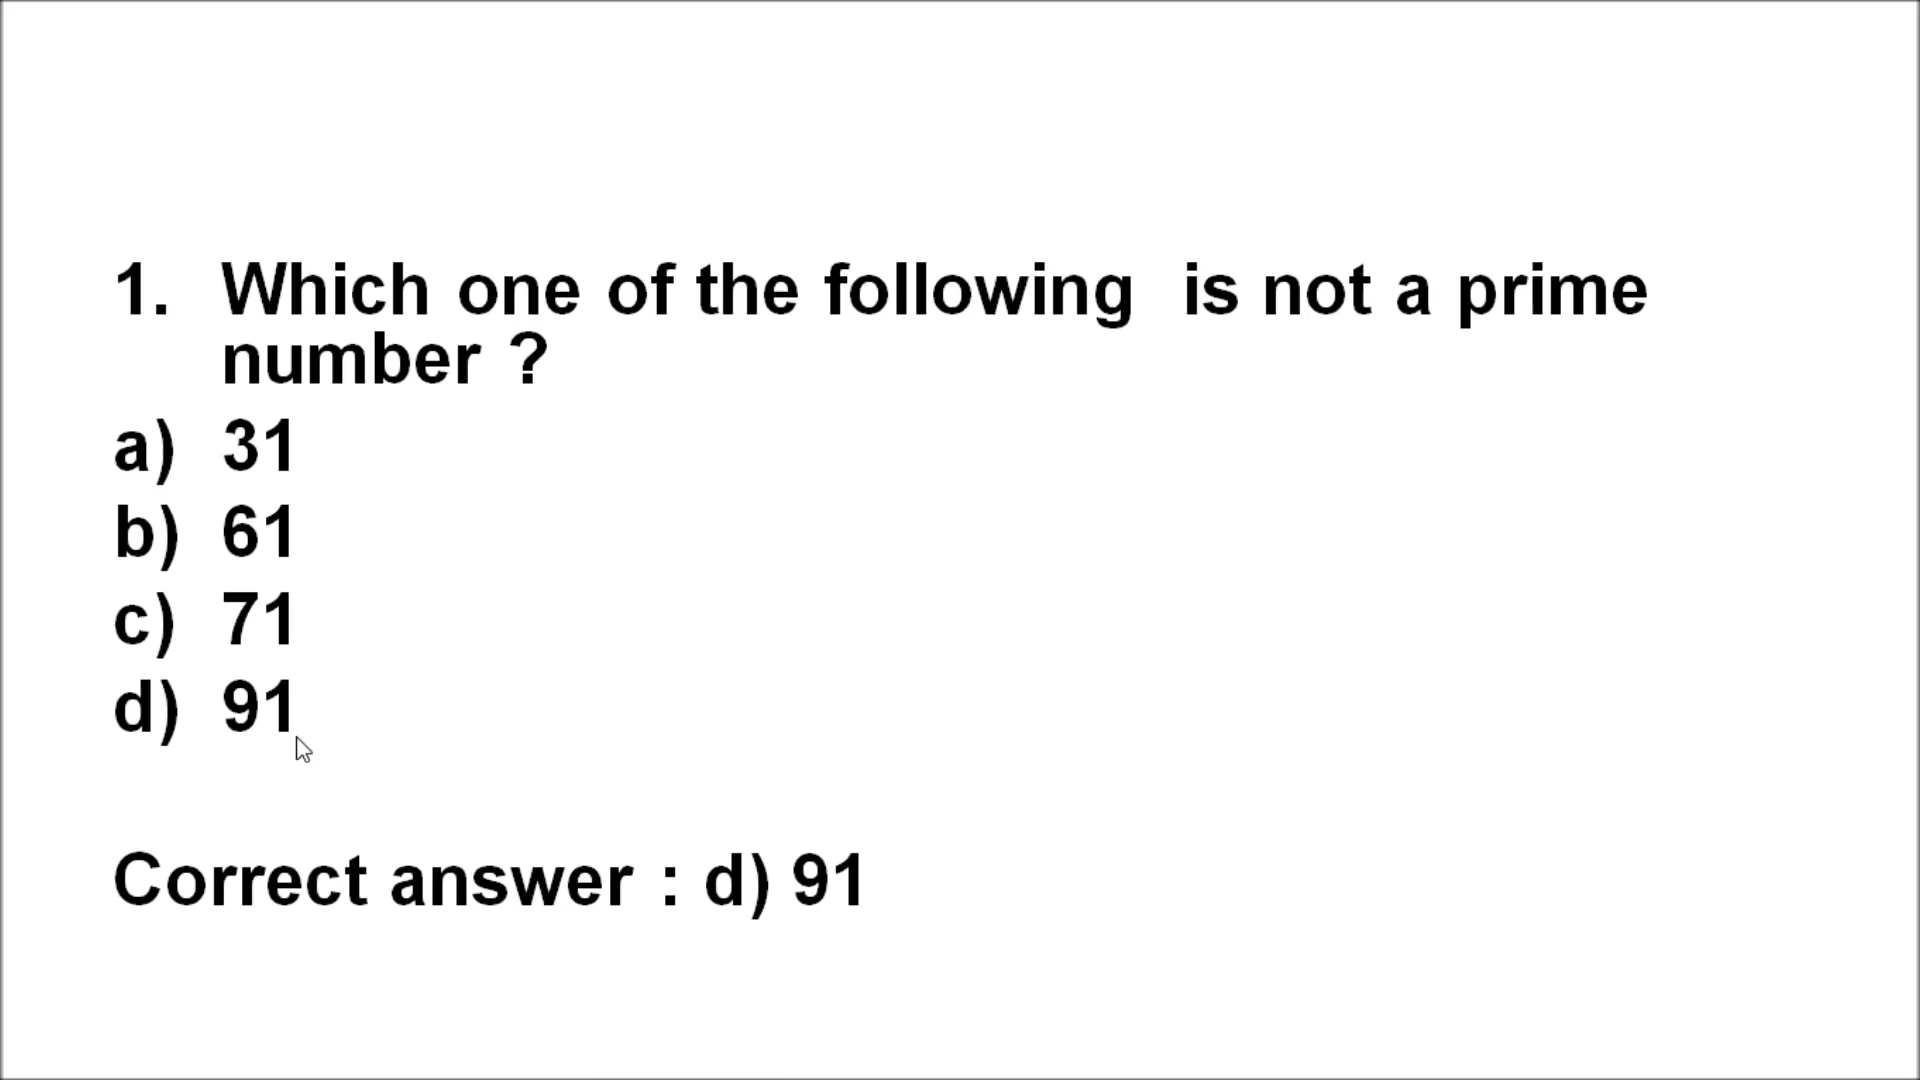 1. Which one of the following is not a prime
number ?
a) 31
b) 61
c) 71
d) 91
Correct answer : d) 91